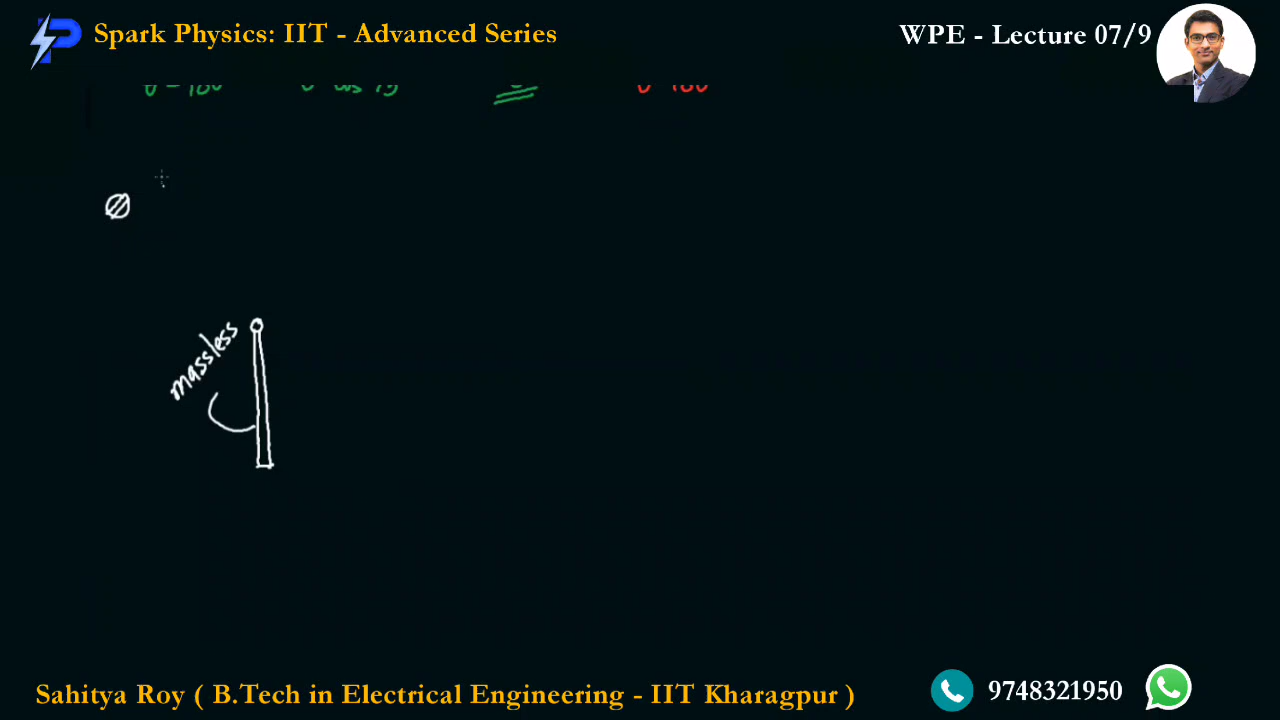 Spark Physics: IIT - Advanced Series
WPE - Lecture 07/9
massless
Sahitya Roy ( B.Tech in Electrical Engineering - IIT Kharagpur )
9748321950